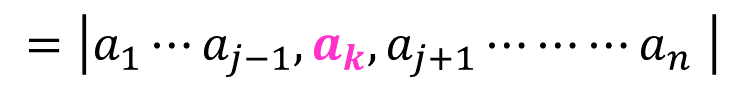 = |a₁ ⋯ aⱼ₋₁, aₖ, aⱼ₊₁ ⋯ ⋯ ⋯ aₙ |